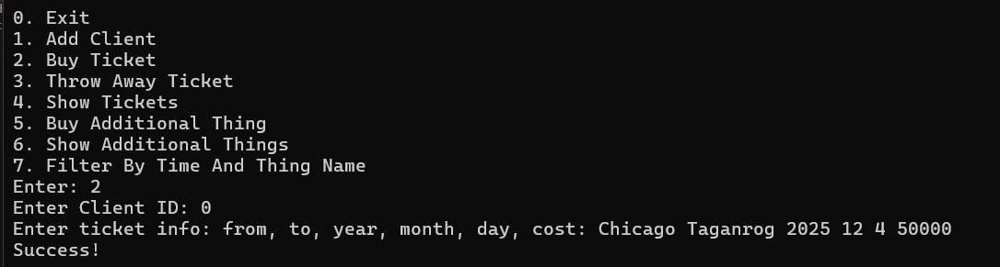 0. Exit
1. Add Client
2. Buy Ticket
3. Throw Away Ticket
4. Show Tickets
5. Buy Additional Thing
6. Show Additional Things
7. Filter By Time And Thing Name
Enter: 2
Enter Client ID: 0
Enter ticket info: from, to, year, month, day, cost: Chicago Taganrog 2025 12 4 50000
Success!